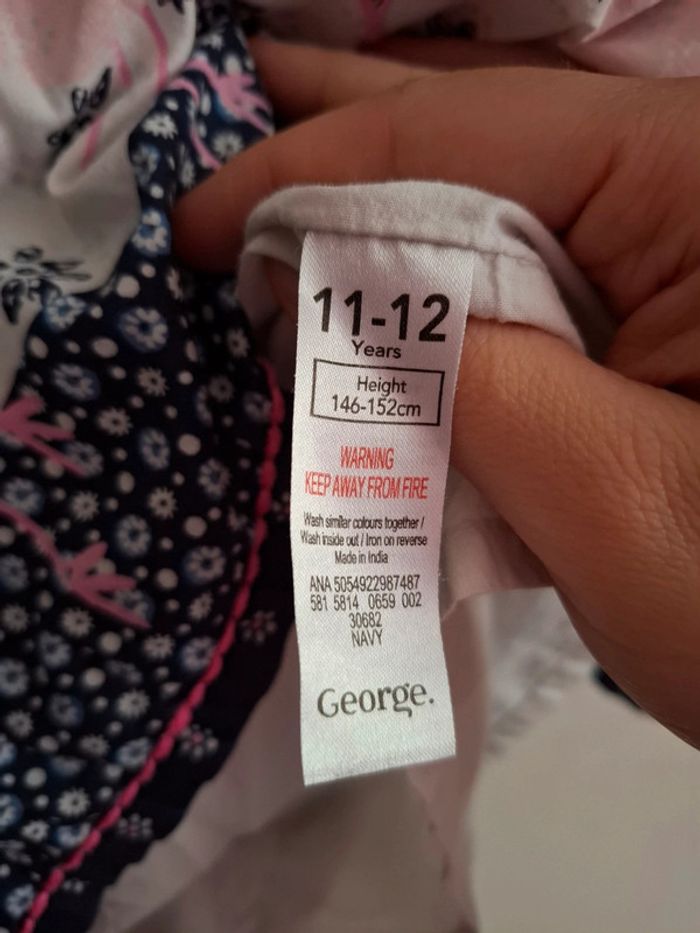 11-12
Years
Height
146-152cm
WARNING
KEEP AWAY FROM FIRE
Wash similar colours together /
Wash inside out / Iron on reverse
Made in India
ANA 5054922987487
581 5814 0659 002
30682
NAVY
George.